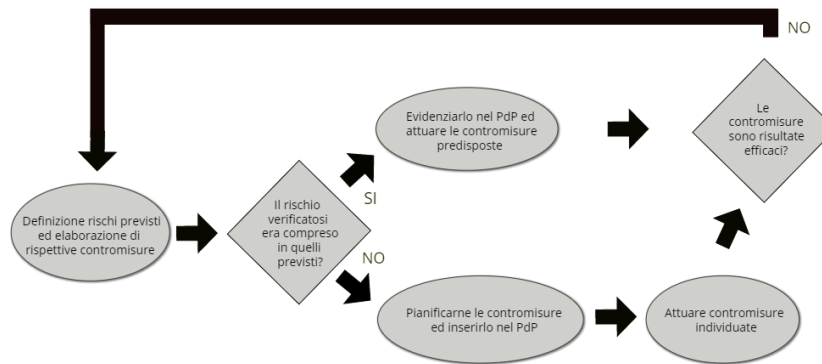 NO
Le
contromisure
sono risultate
efficaci?
Evidenziarlo nel PdP ed
attuare le contromisure
predisposte
Definizione rischi previsti
ed elaborazione di
rispettive contromisure
Il rischio
verificatosi
era compreso
in quelli
previsti?
SI
NO
Pianificarne le contromisure
ed inserirlo nel PdP
Attuare contromisure
individuate